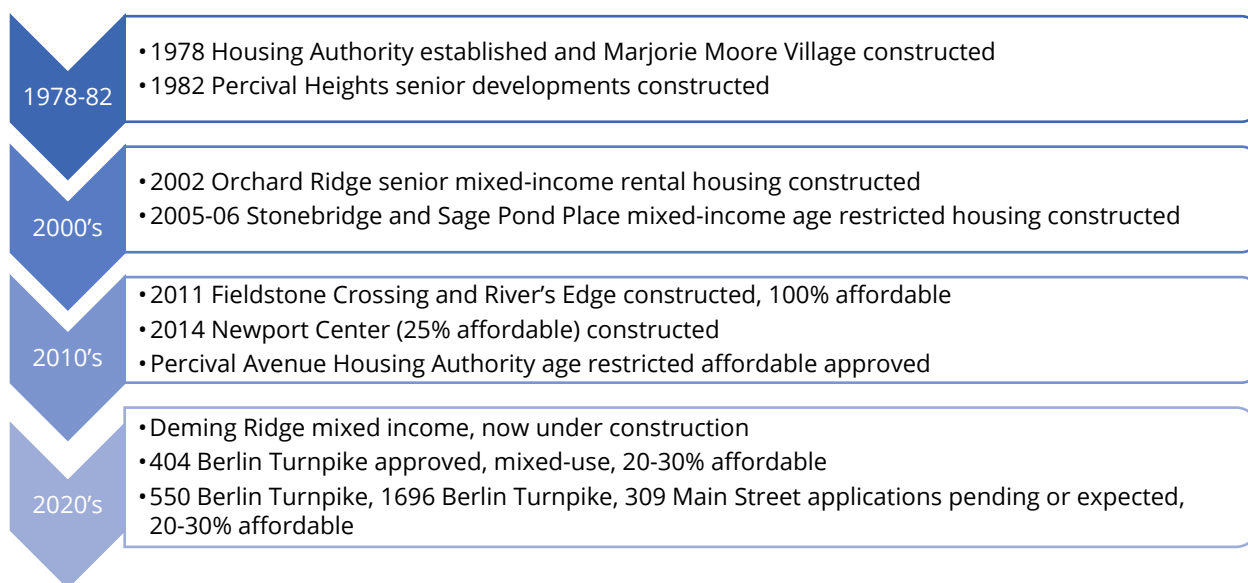 1978-82
•1978 Housing Authority established and Marjorie Moore Village constructed
•1982 Percival Heights senior developments constructed
2000’s
•2002 Orchard Ridge senior mixed-income rental housing constructed
•2005-06 Stonebridge and Sage Pond Place mixed-income age restricted housing constructed
2010’s
•2011 Fieldstone Crossing and River’s Edge constructed, 100% affordable
•2014 Newport Center (25% affordable) constructed
•Percival Avenue Housing Authority age restricted affordable approved
2020’s
•Deming Ridge mixed income, now under construction
•404 Berlin Turnpike approved, mixed-use, 20-30% affordable
•550 Berlin Turnpike, 1696 Berlin Turnpike, 309 Main Street applications pending or expected,
20-30% affordable